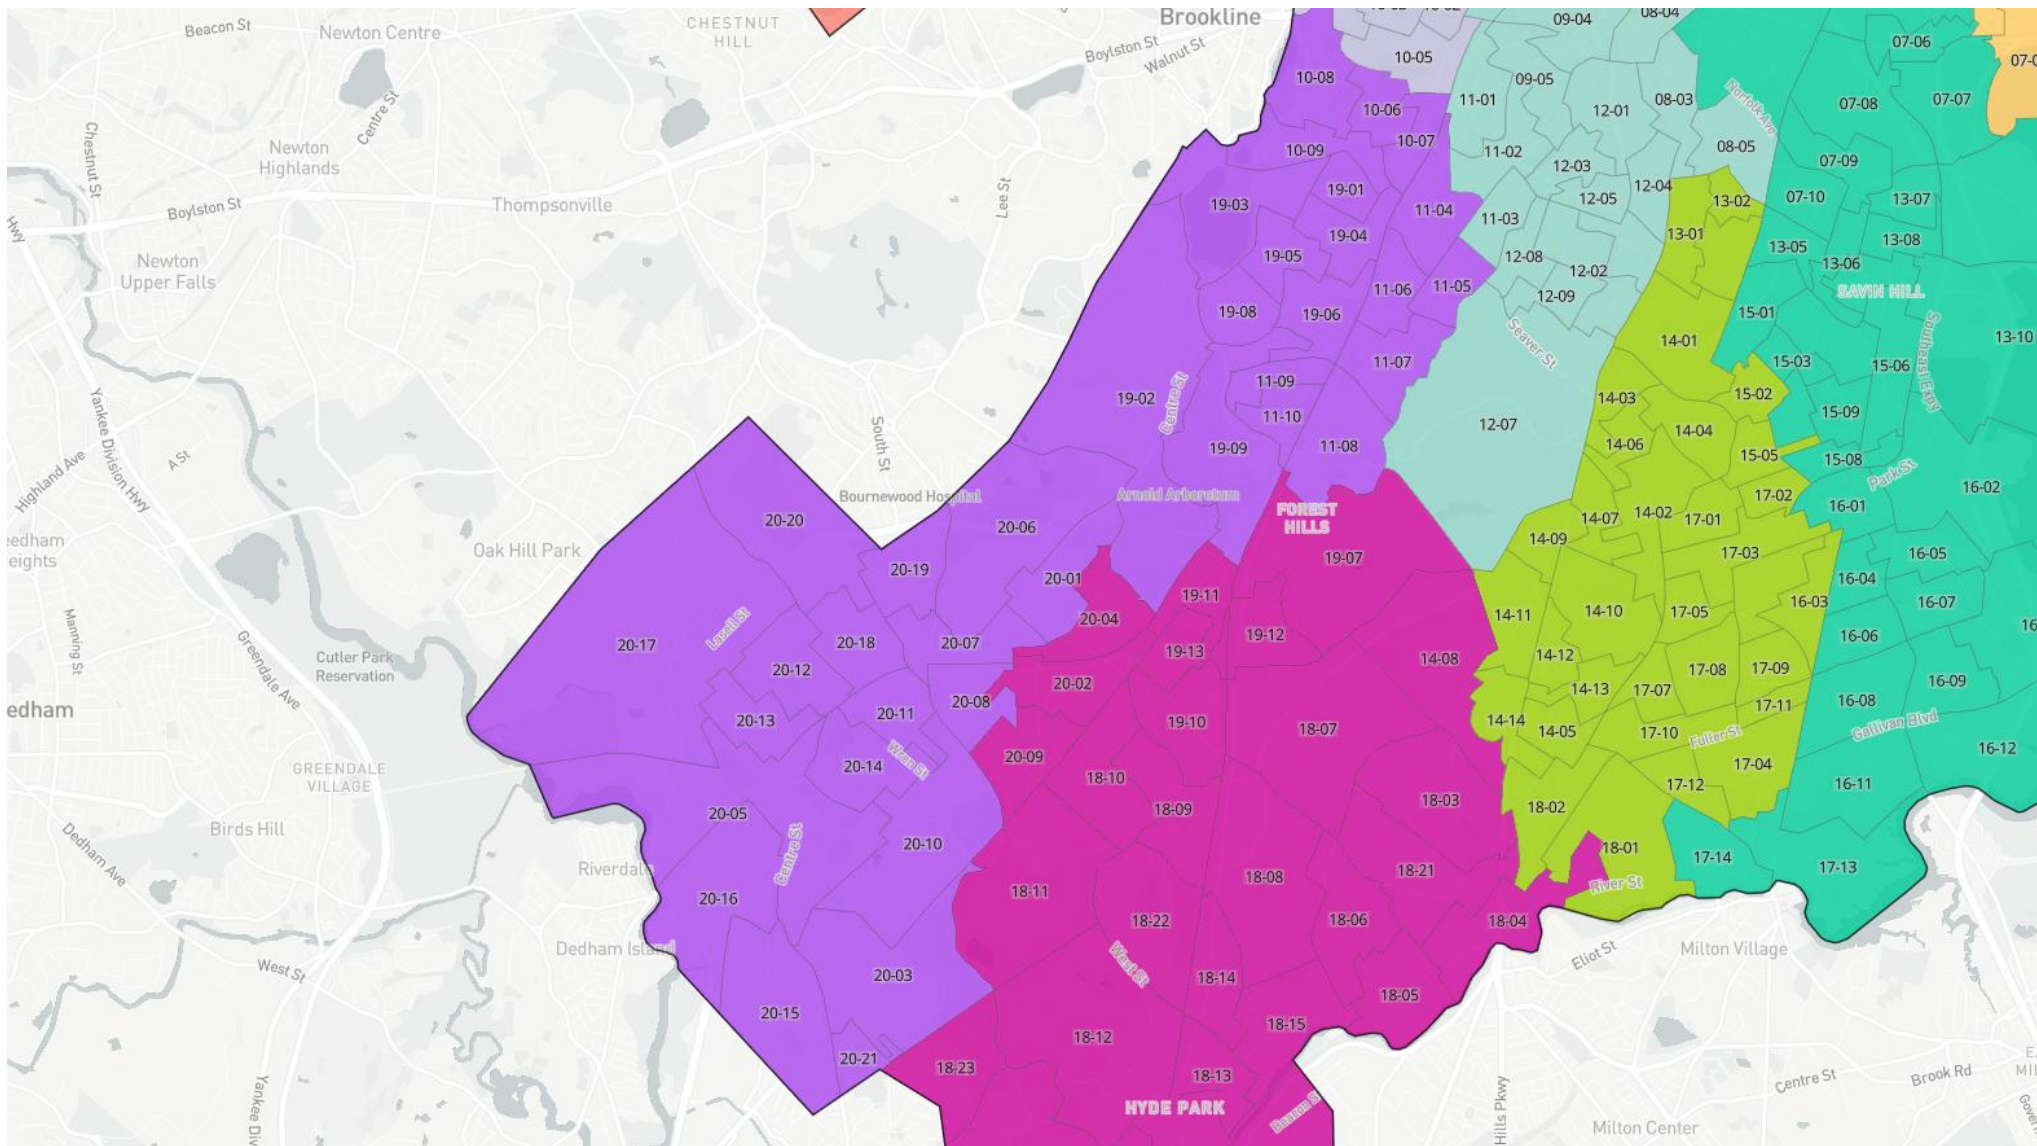 Beacon St
Newton Centre
CHESTNUT
HILL
Brookline
Boylston St
Walnut St
09-04
08-04
07-06
10-05
10-08
09-05
11-01
08-03
07-08
07-07
10-06
12-01
Norfolk Ave
Centre St
Chestnut St
Newton
Highlands
10-07
10-09
11-02
08-05
07-09
12-03
19-01
12-04
12-05
Boylston St
Thompsonville
Lee St
19-03
11-04
11-03
13-02
07-10
13-07
Hwy
19-04
13-01
13-05
13-08
Newton
Upper Falls
19-05
12-08
12-02
13-06
11-06
11-05
12-09
SAVIN HILL
19-08
19-06
15-01
Seaver St
14-01
Southeast Expy
13-10
11-07
15-03
15-06
19-02
Centre St
11-09
15-02
14-03
11-10
15-09
12-07
14-04
South St
Yankee Division Hwy
A St
Highland Ave
19-09
11-08
14-06
15-05
15-08
Park St
Bournewood Hospital
Arnold Arboretum
17-02
16-02
FOREST
HILLS
16-01
20-20
20-06
14-07
14-02
17-01
Oak Hill Park
14-09
17-03
16-05
19-07
20-19
20-01
16-04
19-11
16-03
16-07
20-04
14-11
14-10
17-05
Lasell St
Manning St
20-17
20-18
20-07
19-12
16-06
19-13
14-12
14-08
Cutler Park
Reservation
Greendale Ave
20-12
20-02
17-08
17-09
16-09
14-13
17-07
20-08
16-08
edham
20-13
20-11
19-10
18-07
14-14
14-05
17-10
17-11
Fuller St
Gallivan Blvd
16-12
20-09
Wren St
20-14
18-10
17-04
GREENDALE
VILLAGE
17-12
16-11
18-03
18-09
18-02
20-05
Birds Hill
Dedham Ave
Centre St
20-10
18-01
17-14
17-13
Riverdale
18-21
18-08
18-11
River St
20-16
18-22
18-06
18-04
Dedham Island
West St
20-03
West St
18-14
Eliot St
Milton Village
18-05
20-15
18-15
18-12
20-21
18-23
18-13
Centre St
Brook Rd
HYDE PARK
Hills Pkwy
Milton Center